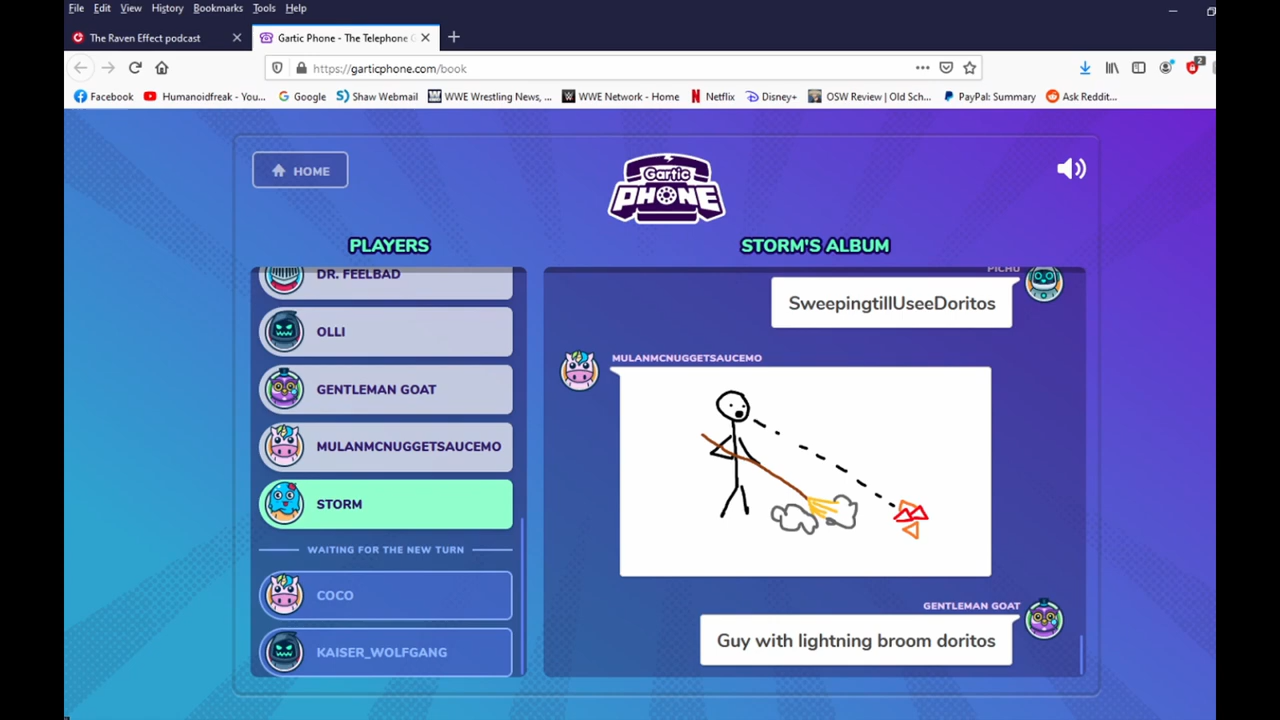 File Edit View History Bookmarks Tools Help
The Raven Effect podcast
Gartic Phone - The Telephone G
https://garticphone.com/book
2
Facebook Humanoidfreak - You... Google Shaw Webmail WWE Wrestling News, ... WWE Network - Home Netflix Disney+ OSW Review | Old Sch... PayPal: Summary Ask Reddit...
HOME
Gartic
PHONE
PLAYERS
STORM'S ALBUM
DR. FEELBAD
OLLI
GENTLEMAN GOAT
MULANMCNUGGETSAUCEMO
STORM
WAITING FOR THE NEW TURN
COCO
KAISER_WOLFGANG
PICHU
SweepingtillUseeDoritos
MULANMCNUGGETSAUCEMO
GENTLEMAN GOAT
Guy with lightning broom doritos